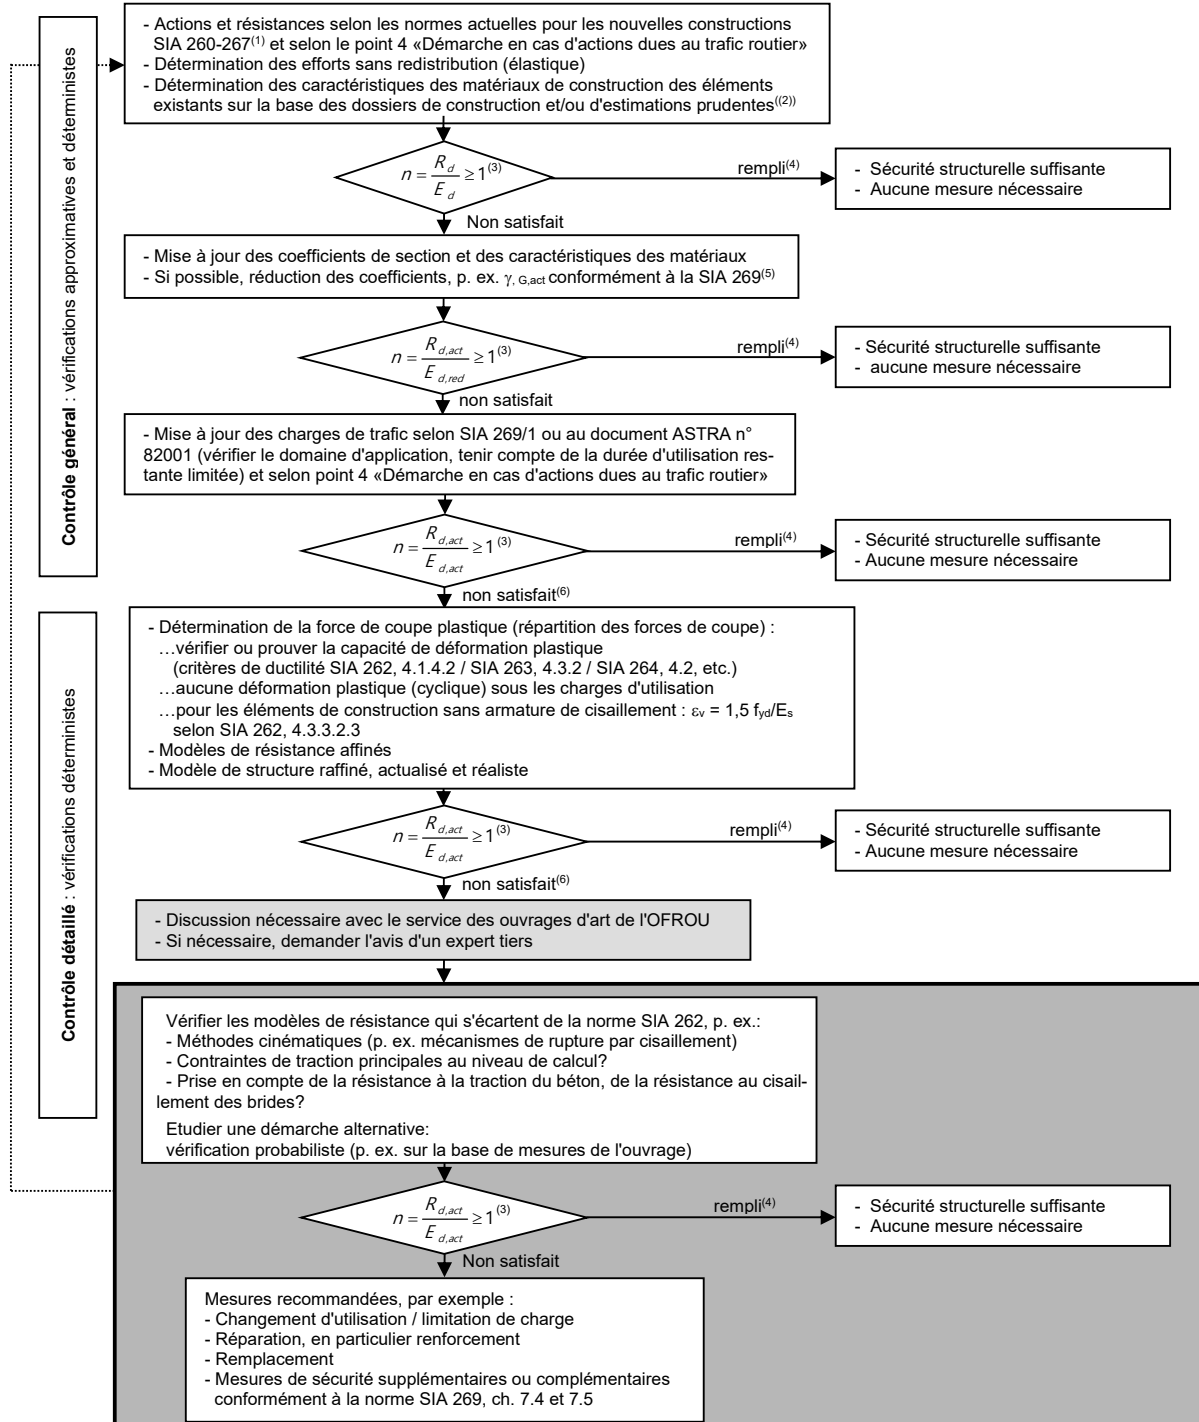 - Actions et résistances selon les normes actuelles pour les nouvelles constructions
SIA 260-267(1) et selon le point 4 «Démarche en cas d'actions dues au trafic routier»
- Détermination des efforts sans redistribution (élastique)
- Détermination des caractéristiques des matériaux de construction des éléments
existants sur la base des dossiers de construction et/ou d'estimations prudentes((2))
n = R_d / E_d ≥ 1(3)
rempli(4)
- Sécurité structurelle suffisante
- Aucune mesure nécessaire
Non satisfait
- Mise à jour des coefficients de section et des caractéristiques des matériaux
- Si possible, réduction des coefficients, p. ex. γ, G,act conformément à la SIA 269(5)
n = R_d,act / E_d,red ≥ 1(3)
rempli(4)
- Sécurité structurelle suffisante
- aucune mesure nécessaire
non satisfait
- Mise à jour des charges de trafic selon SIA 269/1 ou au document ASTRA n°
82001 (vérifier le domaine d'application, tenir compte de la durée d'utilisation res-
tante limitée) et selon point 4 «Démarche en cas d'actions dues au trafic routier»
n = R_d,act / E_d,act ≥ 1(3)
rempli(4)
- Sécurité structurelle suffisante
- Aucune mesure nécessaire
non satisfait(6)
Contrôle général : vérifications approximatives et déterministes
- Détermination de la force de coupe plastique (répartition des forces de coupe) :
…vérifier ou prouver la capacité de déformation plastique
(critères de ductilité SIA 262, 4.1.4.2 / SIA 263, 4.3.2 / SIA 264, 4.2, etc.)
…aucune déformation plastique (cyclique) sous les charges d'utilisation
…pour les éléments de construction sans armature de cisaillement : εv = 1,5 fyd/Es
selon SIA 262, 4.3.3.2.3
- Modèles de résistance affinés
- Modèle de structure raffiné, actualisé et réaliste
n = R_d,act / E_d,act ≥ 1(3)
rempli(4)
- Sécurité structurelle suffisante
- Aucune mesure nécessaire
non satisfait(6)
- Discussion nécessaire avec le service des ouvrages d'art de l'OFROU
- Si nécessaire, demander l'avis d'un expert tiers
Contrôle détaillé : vérifications déterministes
Vérifier les modèles de résistance qui s'écartent de la norme SIA 262, p. ex.:
- Méthodes cinématiques (p. ex. mécanismes de rupture par cisaillement)
- Contraintes de traction principales au niveau de calcul?
- Prise en compte de la résistance à la traction du béton, de la résistance au cisail-
lement des brides?
Etudier une démarche alternative:
vérification probabiliste (p. ex. sur la base de mesures de l'ouvrage)
n = R_d,act / E_d,act ≥ 1(3)
rempli(4)
- Sécurité structurelle suffisante
- Aucune mesure nécessaire
Non satisfait
Mesures recommandées, par exemple :
- Changement d'utilisation / limitation de charge
- Réparation, en particulier renforcement
- Remplacement
- Mesures de sécurité supplémentaires ou complémentaires
conformément à la norme SIA 269, ch. 7.4 et 7.5